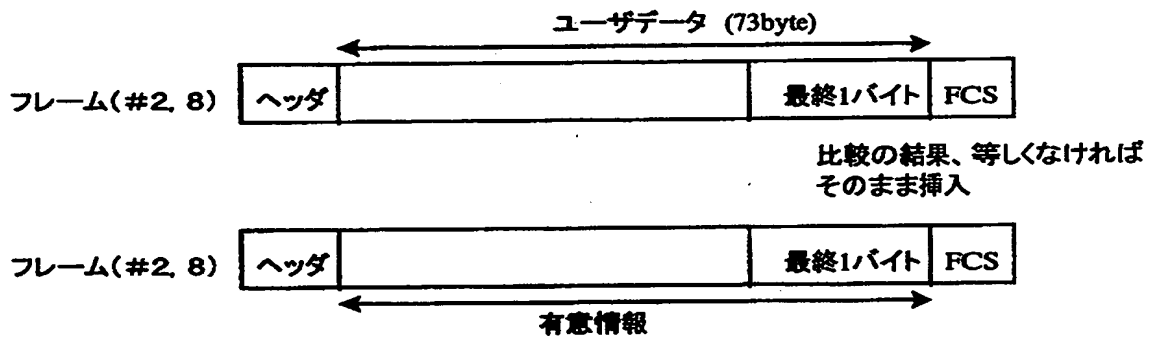 ユーザデータ (73byte)
フレーム(#2, 8) ヘッダ 最終1バイト FCS
比較の結果、等しくなければ
そのまま挿入
フレーム(#2, 8) ヘッダ 最終1バイト FCS
有意情報